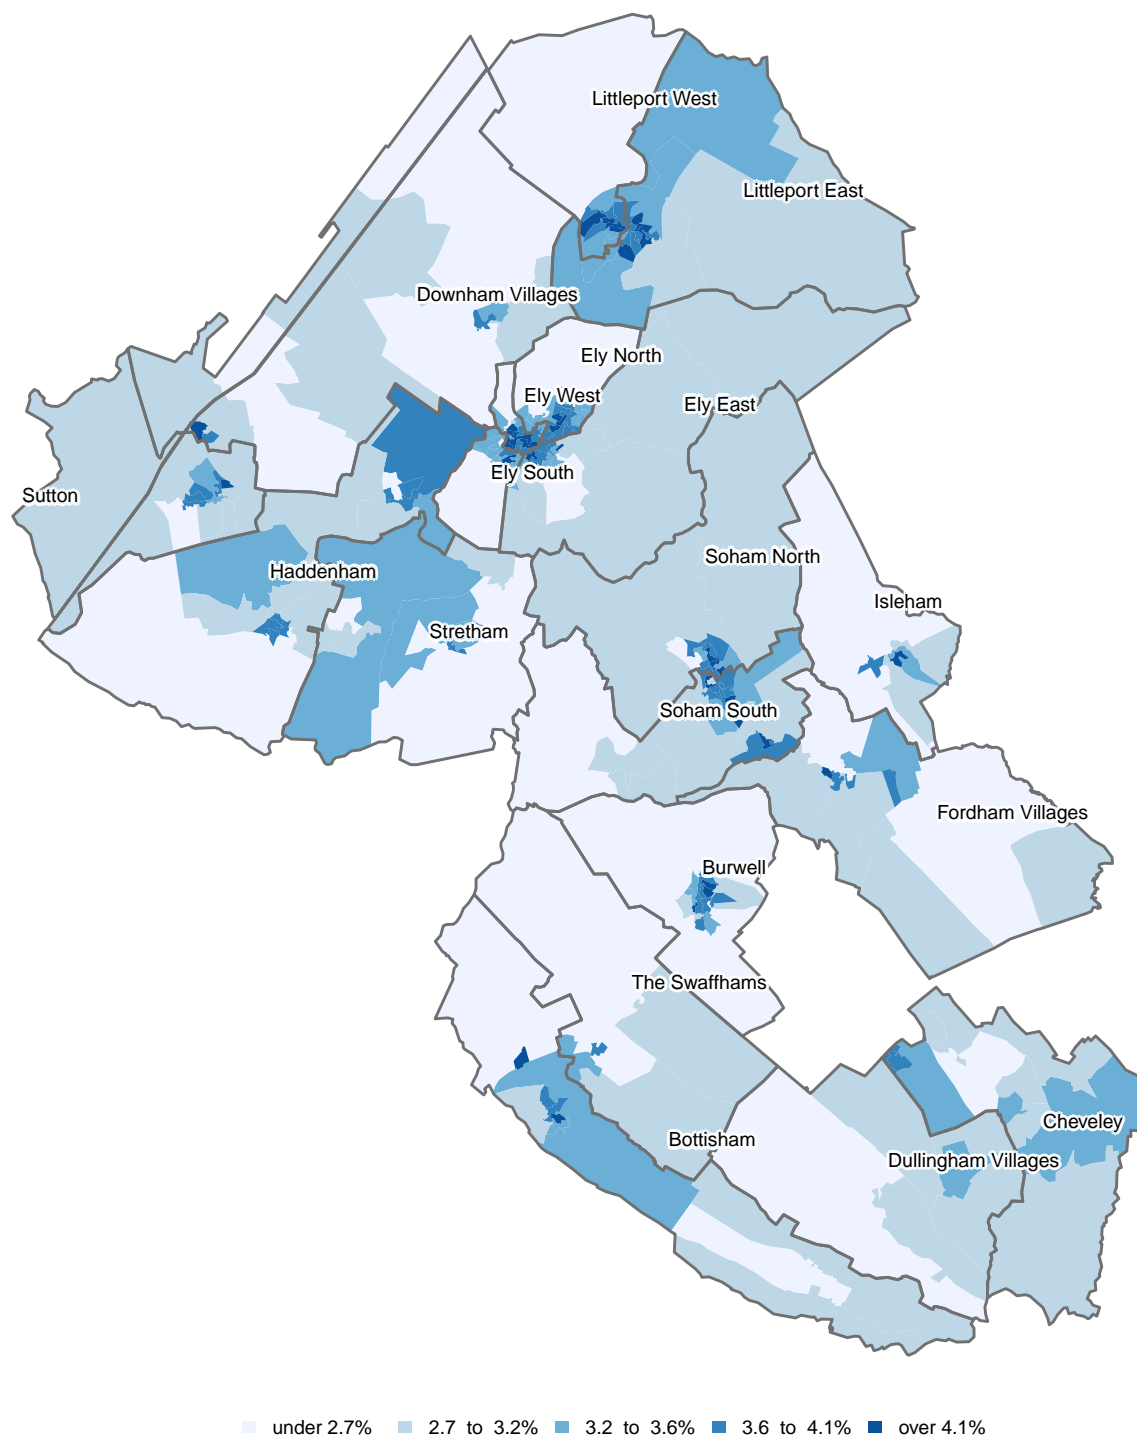 Littleport West
Littleport East
Downham Villages
Ely North
Ely West
Ely East
Ely South
Sutton
Soham North
Haddenham
Isleham
Stretham
Soham South
Fordham Villages
Burwell
The Swaffhams
Cheveley
Bottisham
Dullingham Villages
under 2.7% 2.7 to 3.2% 3.2 to 3.6% 3.6 to 4.1% over 4.1%